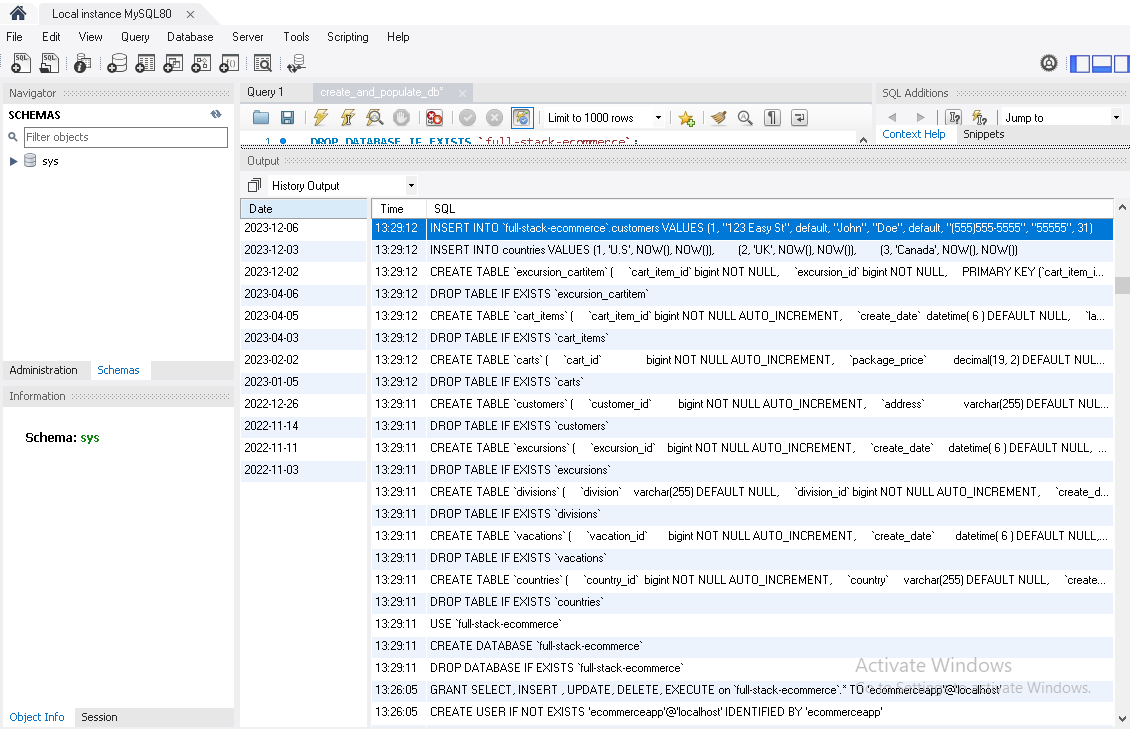 Local instance MySQL80
File Edit View Query Database Server Tools Scripting Help
Navigator
SCHEMAS
Filter objects
sys
Administration Schemas
Information
Schema: sys
Object Info Session
Query 1 create_and_populate_db*
Limit to 1000 rows
1 DROP DATABASE IF EXISTS `full-stack-ecommerce`;
SQL Additions
Jump to
Context Help Snippets
Output
History Output
Date Time SQL
2023-12-06 13:29:12 INSERT INTO `full-stack-ecommerce`.customers VALUES (1, "123 Easy St", default, "John", "Doe", default, "(555)555-5555", "55555", 31)
2023-12-03 13:29:12 INSERT INTO countries VALUES (1, 'U.S', NOW(), NOW()), (2, 'UK', NOW(), NOW()), (3, 'Canada', NOW(), NOW())
2023-12-02 13:29:12 CREATE TABLE `excursion_cartitem` ( `cart_item_id` bigint NOT NULL, `excursion_id` bigint NOT NULL, PRIMARY KEY (`cart_item_i...
2023-04-06 13:29:12 DROP TABLE IF EXISTS `excursion_cartitem`
2023-04-05 13:29:12 CREATE TABLE `cart_items` ( `cart_item_id` bigint NOT NULL AUTO_INCREMENT, `create_date` datetime( 6 ) DEFAULT NULL, `la...
2023-04-03 13:29:12 DROP TABLE IF EXISTS `cart_items`
2023-02-02 13:29:12 CREATE TABLE `carts` ( `cart_id` bigint NOT NULL AUTO_INCREMENT, `package_price` decimal(19, 2) DEFAULT NUL...
2023-01-05 13:29:12 DROP TABLE IF EXISTS `carts`
2022-12-26 13:29:11 CREATE TABLE `customers` ( `customer_id` bigint NOT NULL AUTO_INCREMENT, `address` varchar(255) DEFAULT NUL...
2022-11-14 13:29:11 DROP TABLE IF EXISTS `customers`
2022-11-11 13:29:11 CREATE TABLE `excursions` ( `excursion_id` bigint NOT NULL AUTO_INCREMENT, `create_date` datetime( 6 ) DEFAULT NULL, ...
2022-11-03 13:29:11 DROP TABLE IF EXISTS `excursions`
13:29:11 CREATE TABLE `divisions` ( `division` varchar(255) DEFAULT NULL, `division_id` bigint NOT NULL AUTO_INCREMENT, `create_d...
13:29:11 DROP TABLE IF EXISTS `divisions`
13:29:11 CREATE TABLE `vacations` ( `vacation_id` bigint NOT NULL AUTO_INCREMENT, `create_date` datetime( 6 ) DEFAULT NULL,...
13:29:11 DROP TABLE IF EXISTS `vacations`
13:29:11 CREATE TABLE `countries` ( `country_id` bigint NOT NULL AUTO_INCREMENT, `country` varchar(255) DEFAULT NULL, `create...
13:29:11 DROP TABLE IF EXISTS `countries`
13:29:11 USE `full-stack-ecommerce`
13:29:11 CREATE DATABASE `full-stack-ecommerce`
13:29:11 DROP DATABASE IF EXISTS `full-stack-ecommerce`
13:26:05 GRANT SELECT, INSERT , UPDATE, DELETE, EXECUTE on `full-stack-ecommerce`.* TO 'ecommerceapp'@'localhost'
13:26:05 CREATE USER IF NOT EXISTS 'ecommerceapp'@'localhost' IDENTIFIED BY 'ecommerceapp'
Activate Windows
Go to Settings to activate Windows.